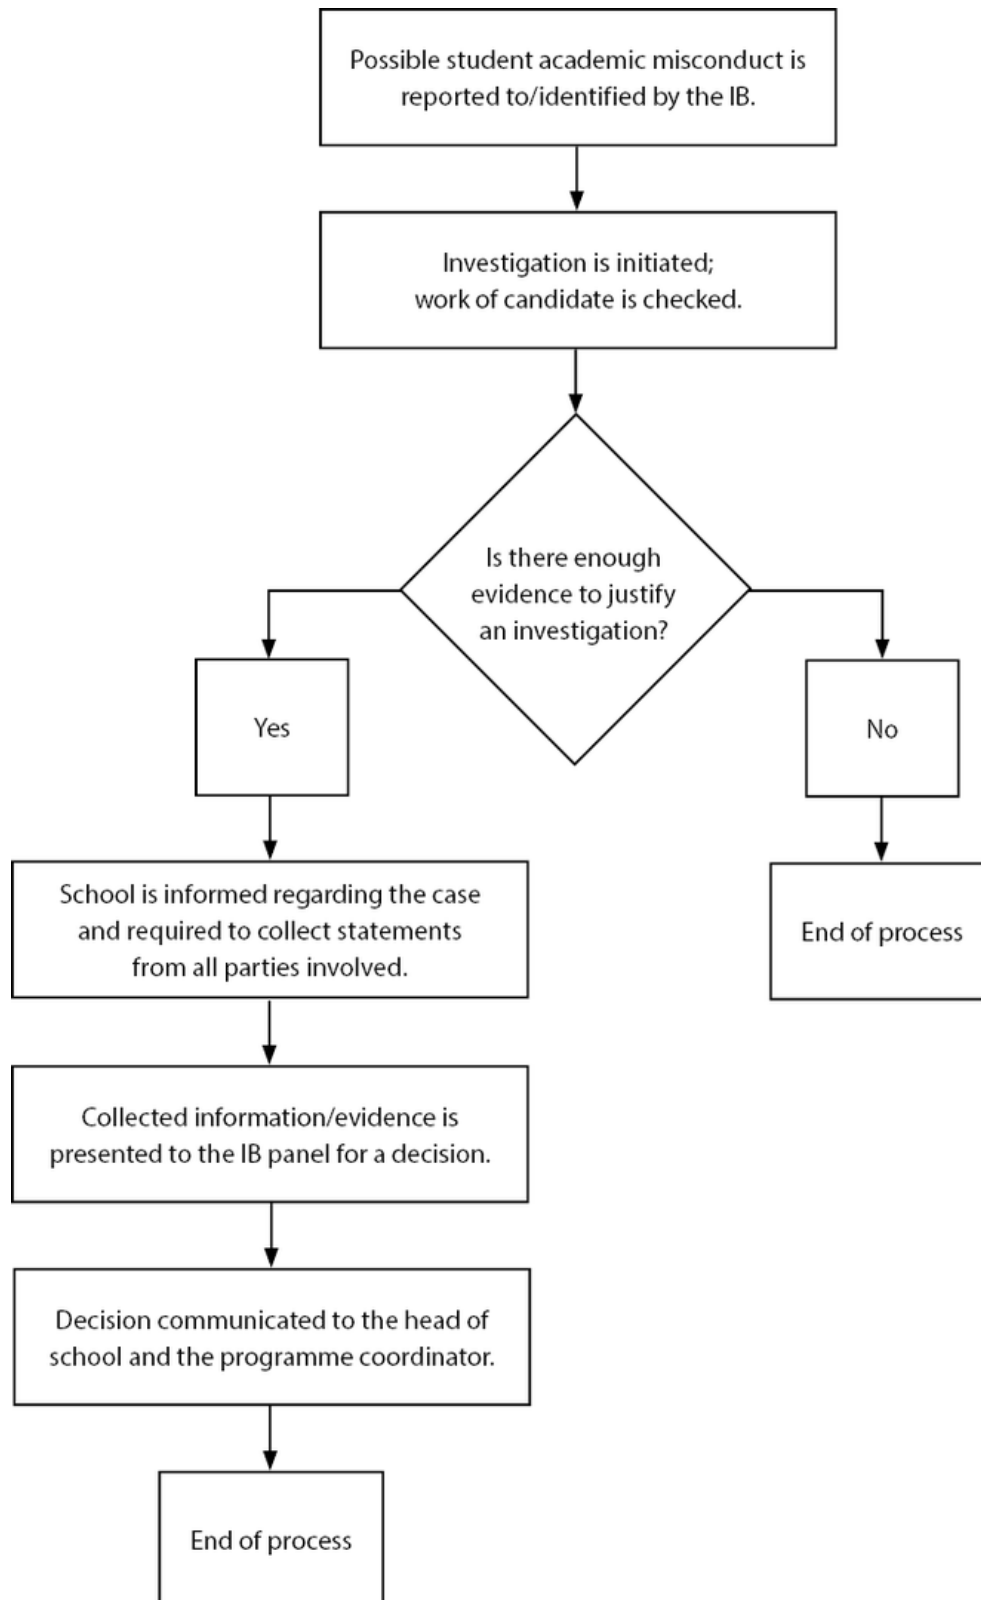 Possible student academic misconduct is
reported to/identified by the IB.
Investigation is initiated;
work of candidate is checked.
Is there enough
evidence to justify
an investigation?
Yes
No
School is informed regarding the case
and required to collect statements
from all parties involved.
End of process
Collected information/evidence is
presented to the IB panel for a decision.
Decision communicated to the head of
school and the programme coordinator.
End of process